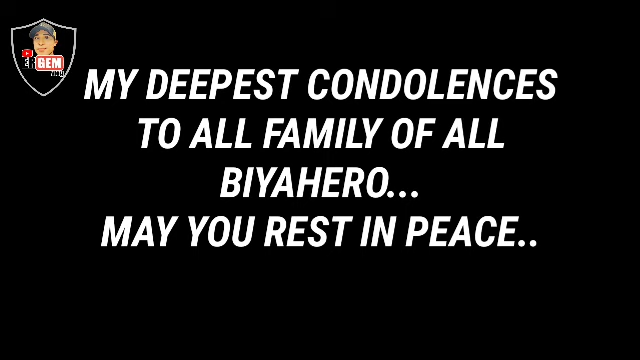 GEM
MY DEEPEST CONDOLENCES
TO ALL FAMILY OF ALL
BIYAHERO...
MAY YOU REST IN PEACE..